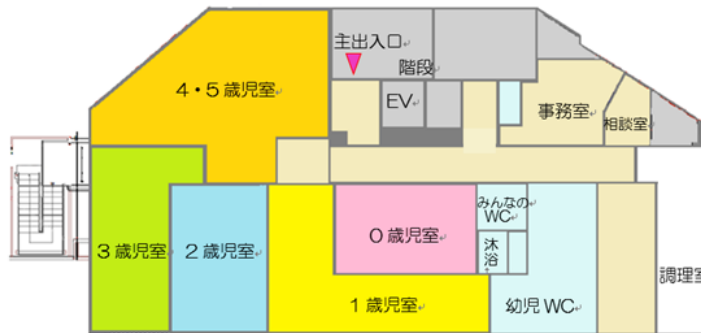 主出入口
階段
4・5歳児室
EV
事務室
相談室
みんなの
WC
3歳児室
2歳児室
0歳児室
沐
浴
調理室
1歳児室
幼児WC